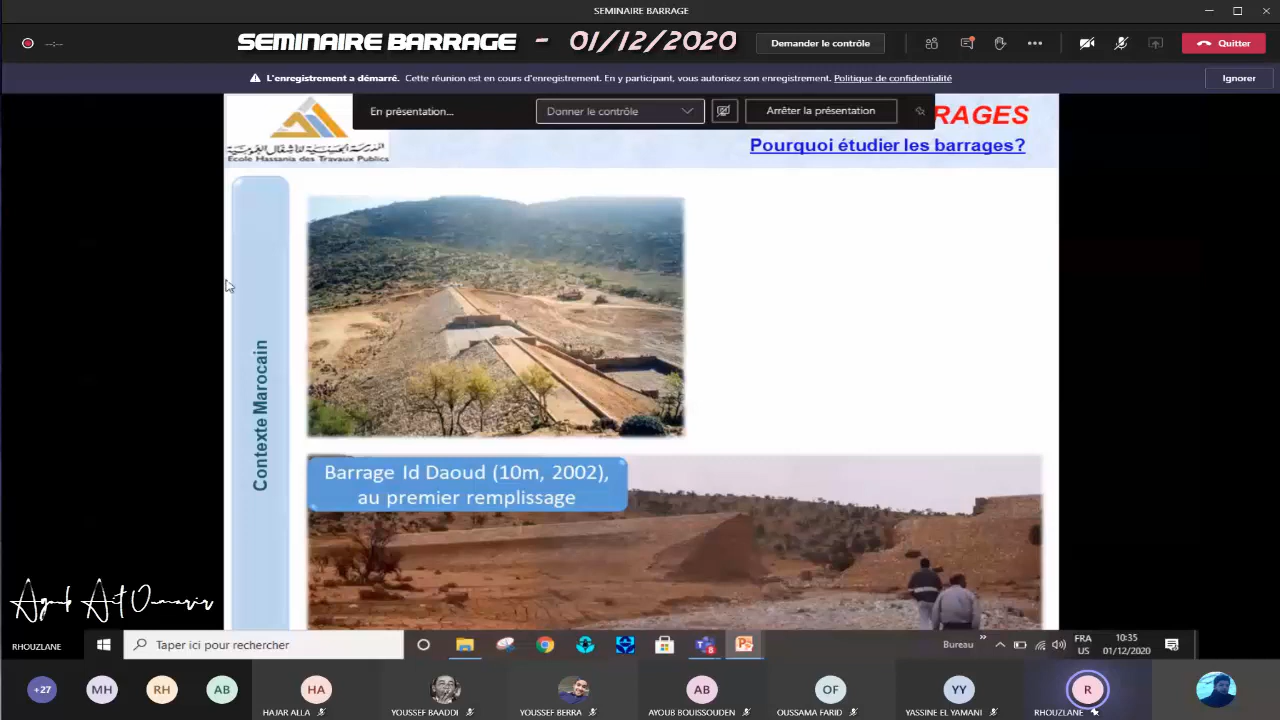 SEMINAIRE BARRAGE
--:--
SEMINAIRE BARRAGE - 01/12/2020
Demander le contrôle
Quitter
L'enregistrement a démarré. Cette réunion est en cours d'enregistrement. En y participant, vous autorisez son enregistrement. Politique de confidentialité
Ignorer
En présentation...
Donner le contrôle
Arrêter la présentation
RAGES
Pourquoi étudier les barrages?
المدرسة الحسنية للأشغال العمومية
Ecole Hassania des Travaux Publics
Contexte Marocain
Barrage Id Daoud (10m, 2002),
au premier remplissage
RHOUZLANE
Taper ici pour rechercher
Bureau
FRA
US
10:35
01/12/2020
+27
MH
RH
AB
HA
HAJAR ALLA
YOUSSEF BAADDI
YOUSSEF BERRA
AB
AYOUB BOUISSOUDEN
OF
OUSSAMA FARID
YY
YASSINE EL YAMANI
R
RHOUZLANE